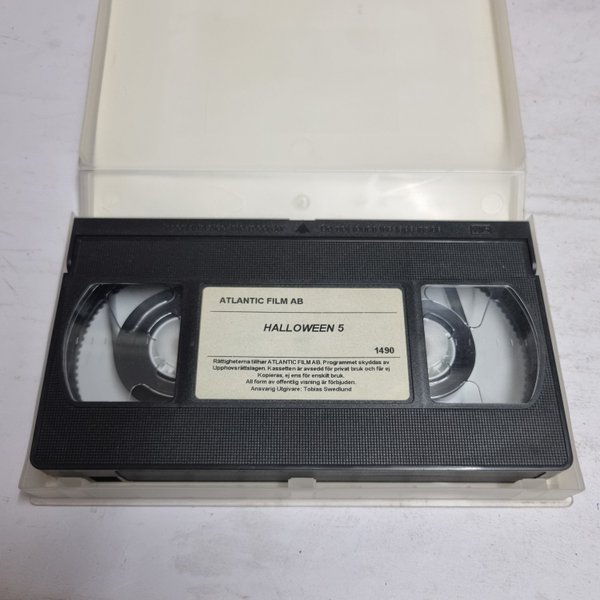 VHS
ATLANTIC FILM AB
HALLOWEEN 5
1490
Rättigheterna tillhör ATLANTIC FILM AB. Programmet skyddas av
Upphovsrättslagen. Kassetten är avsedd för privat bruk och får ej
Kopieras, ej ens för enskilt bruk.
All form av offentlig visning är förbjuden.
Ansvarig Utgivare: Tobias Swedlund